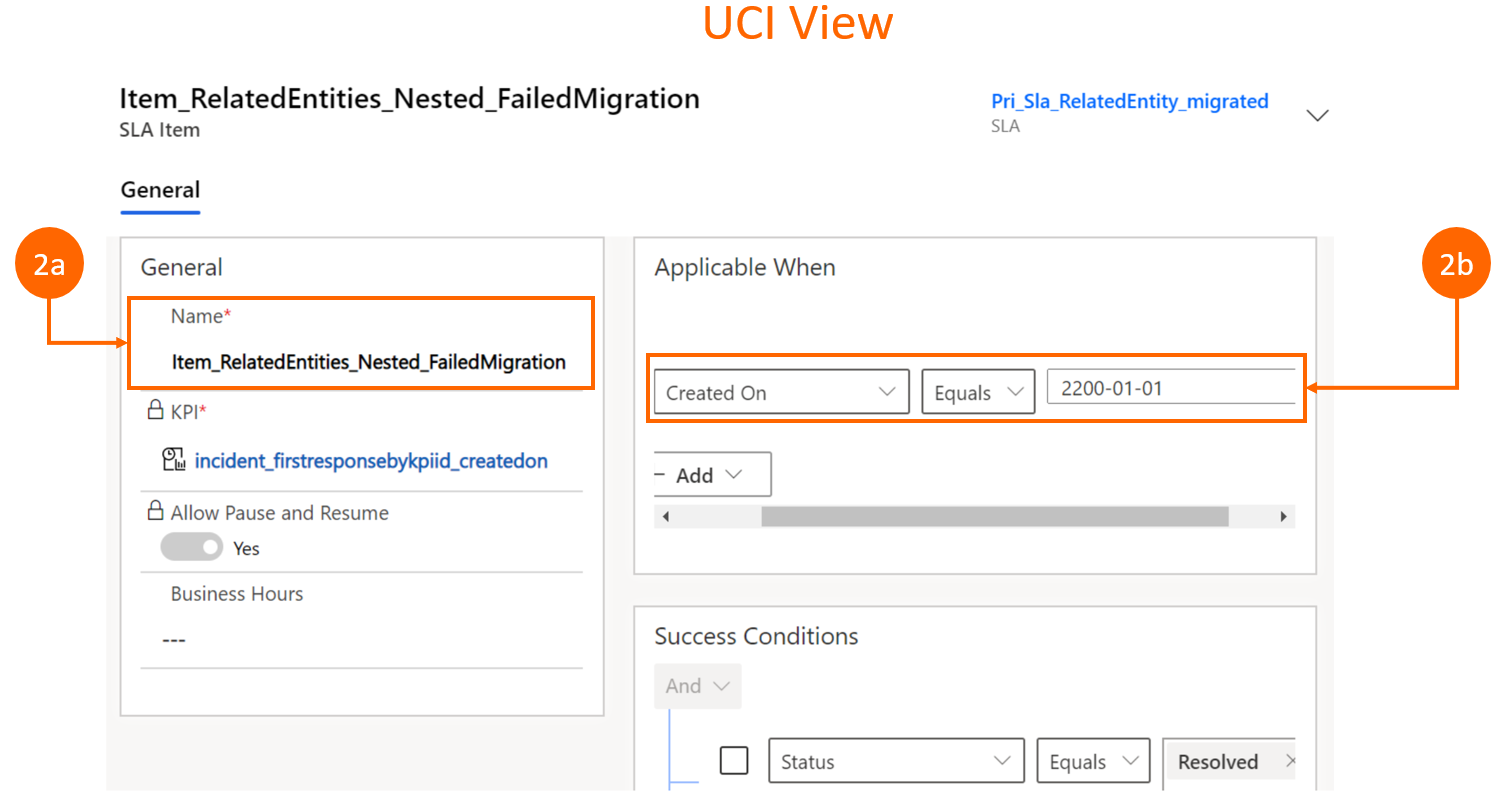 UCI View
Item_RelatedEntities_Nested_FailedMigration
SLA Item
Pri_Sla_RelatedEntity_migrated
SLA
General
2a
General
Name*
Item_RelatedEntities_Nested_FailedMigration
KPI*
incident_firstresponsebykpiid_createdon
Allow Pause and Resume
Yes
Business Hours
---
Applicable When
2b
Created On Equals 2200-01-01
Add
Success Conditions
And
Status Equals Resolved